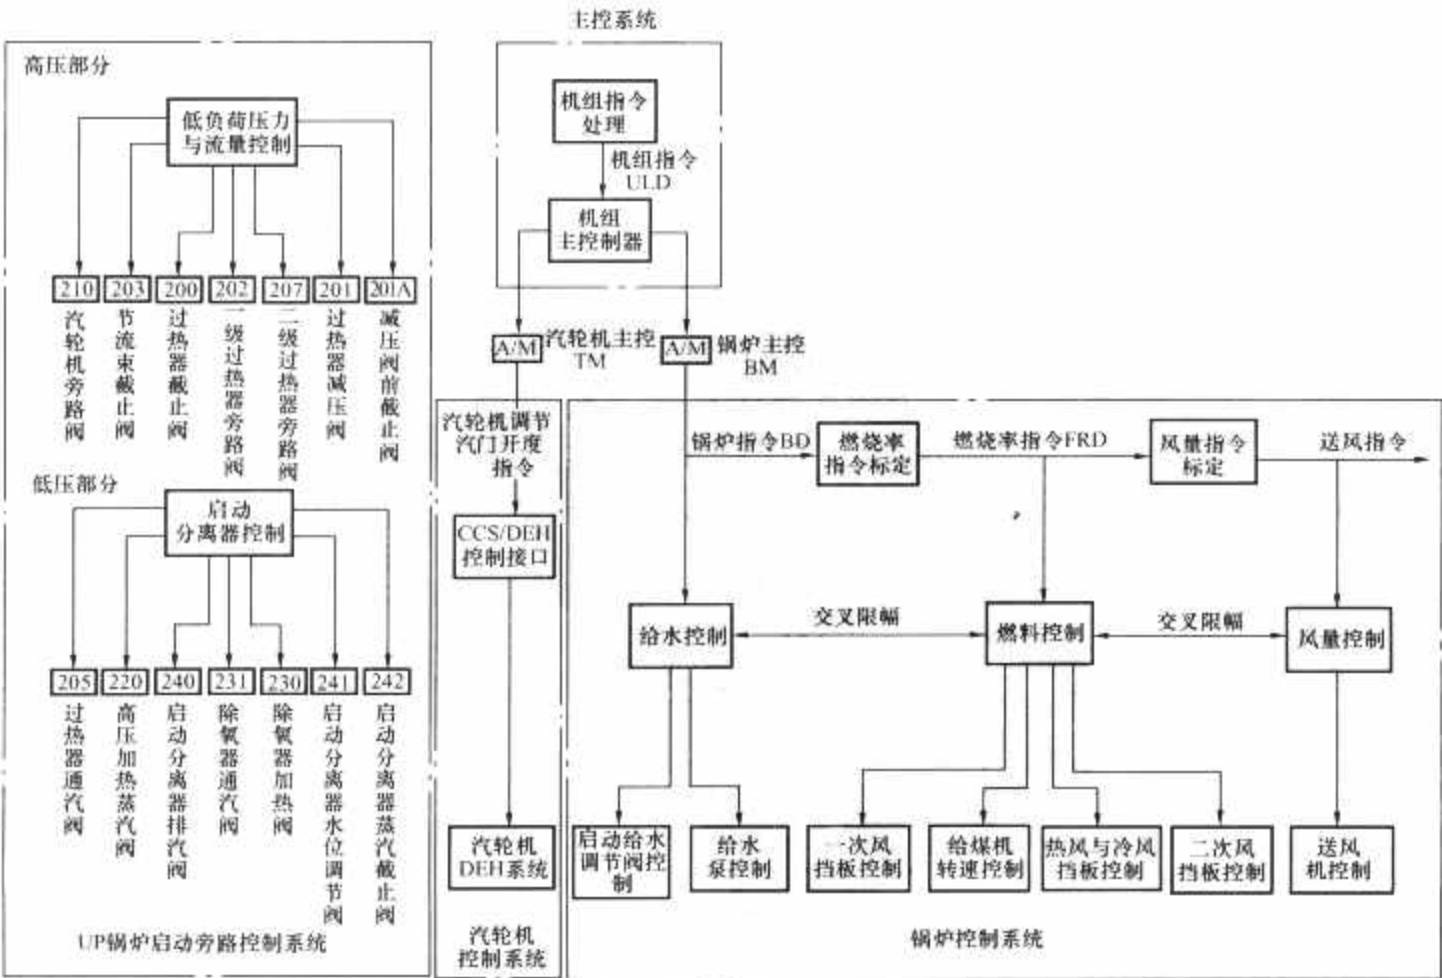 主控系统
机组指令
处理
机组指令
ULD
机组
主控制器
A/M
汽轮机主控
TM
A/M
锅炉主控
BM
高压部分
低负荷压力
与流量控制
210
203
200
202
207
201
201A
汽轮机旁路阀
节流束截止阀
过热器截止阀
一级过热器旁路阀
二级过热器旁路阀
过热器减压阀
减压阀前截止阀
低压部分
启动
分离器控制
205
220
240
231
230
241
242
过热器通汽阀
高压加热蒸汽阀
启动分离器排汽阀
除氧器通汽阀
除氧器加热阀
启动分离器水位调节阀
启动分离器蒸汽截止阀
UP锅炉启动旁路控制系统
汽轮机调节
汽门开度
指令
CCS/DEH
控制接口
汽轮机
DEH系统
汽轮机
控制系统
锅炉指令BD
燃烧率
指令标定
燃烧率指令FRD
风量指令
标定
送风指令
给水控制
交叉限幅
燃料控制
交叉限幅
风量控制
启动给水
调节阀控
制
给水
泵控制
一次风
挡板控制
给煤机
转速控制
热风与冷风
挡板控制
二次风
挡板控制
送风
机控制
锅炉控制系统